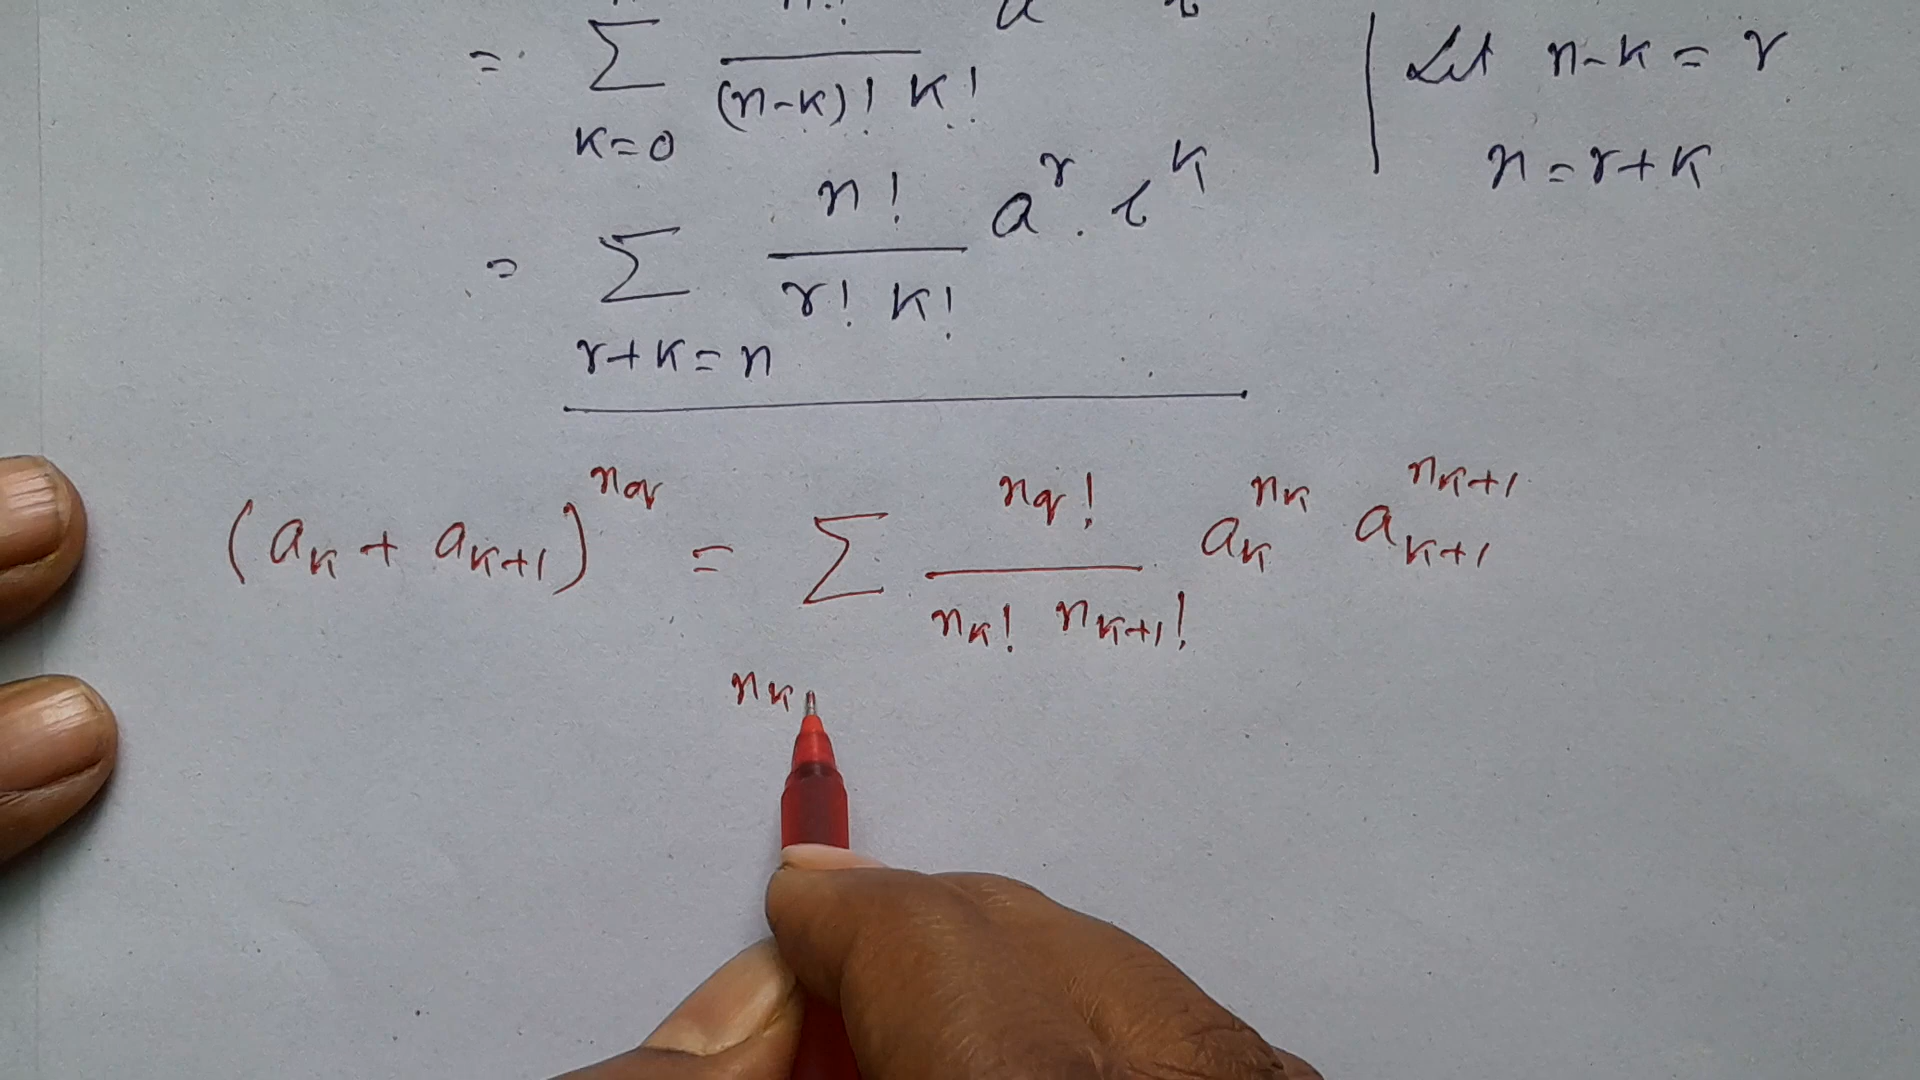 = Σ ――― a
(n-k)! k! | Let n-k = r
k=0
n = r+k
n! a^r . b^k
= Σ ―――
r! k!
r+k=n
(a_k + a_{k+1})^{n_q} = Σ n_q! / (n_k! n_{k+1}!) a_k^{n_k} a_{k+1}^{n_{k+1}}
n_k